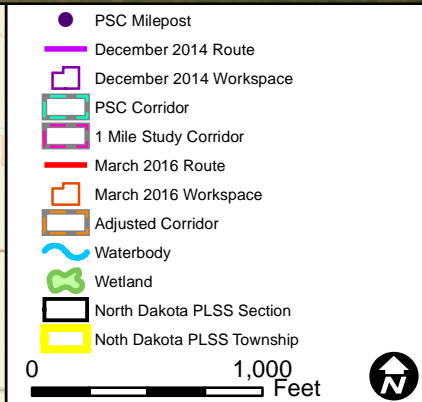 PSC Milepost
December 2014 Route
December 2014 Workspace
PSC Corridor
1 Mile Study Corridor
March 2016 Route
March 2016 Workspace
Adjusted Corridor
Waterbody
Wetland
North Dakota PLSS Section
Noth Dakota PLSS Township
0 1,000
Feet
N